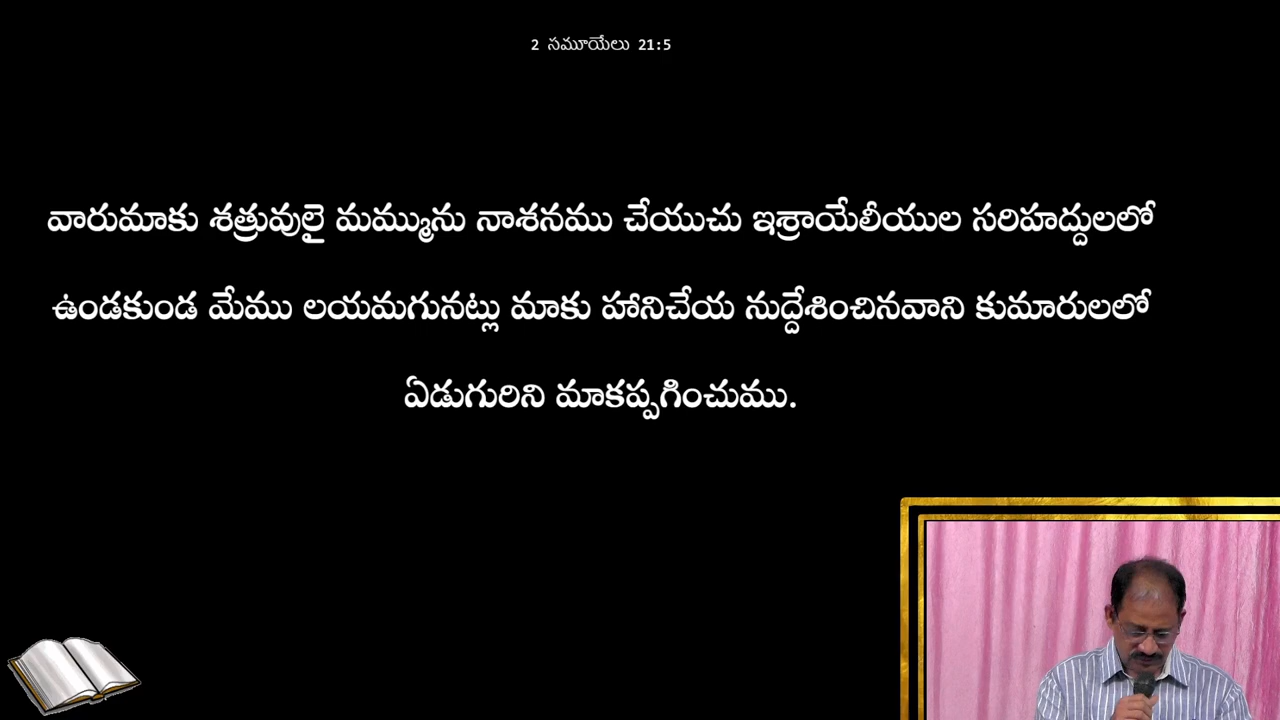 2 సమూయేలు 21:5
వారుమాకు శత్రువులై మమ్మును నాశనము చేయుచు ఇశ్రాయేలీయుల సరిహద్దులలో
ఉండకుండ మేము లయమగునట్లు మాకు హానిచేయ నుద్దేశించినవాని కుమారులలో
ఏడుగురిని మాకప్పగించుము.